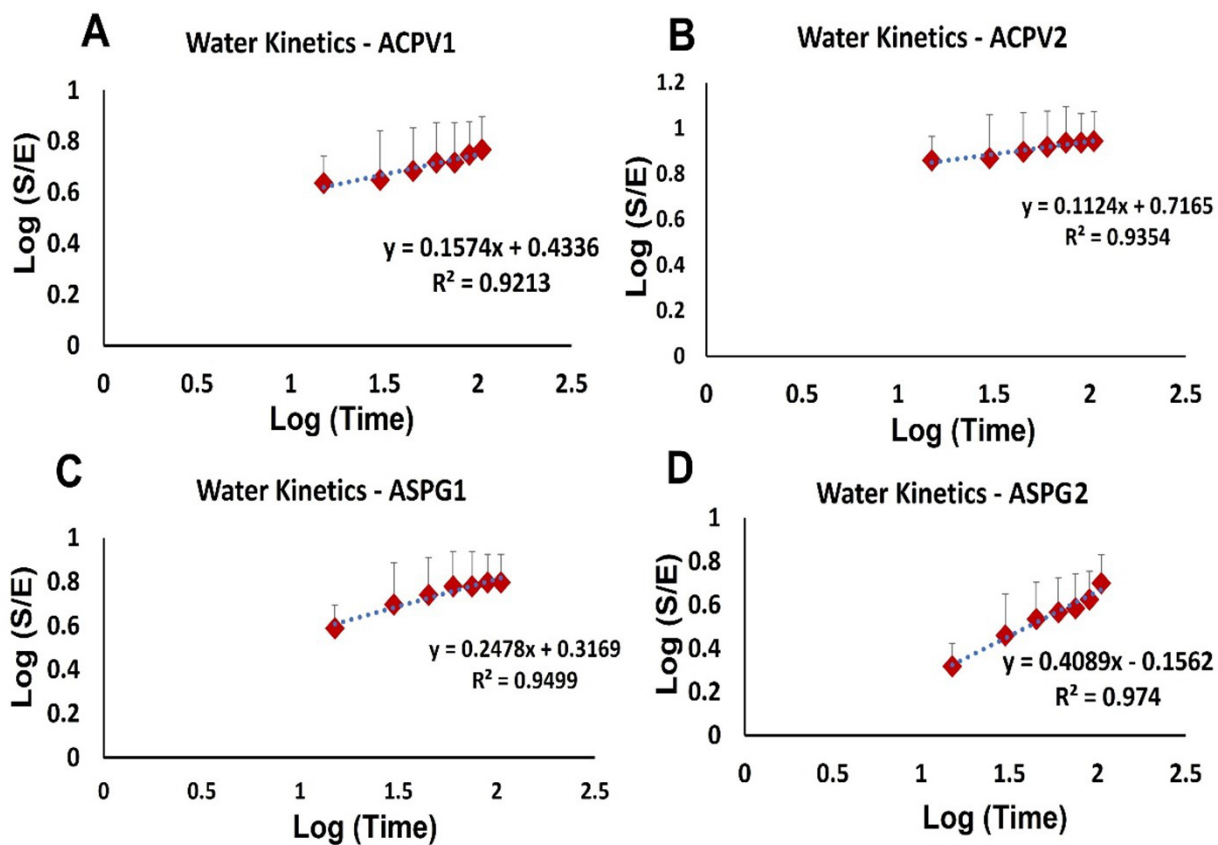 A
Water Kinetics - ACPV1
Log (S/E)
1
0.8
0.6
0.4
0.2
0
y = 0.1574x + 0.4336
R² = 0.9213
0 0.5 1 1.5 2 2.5
Log (Time)
B
Water Kinetics - ACPV2
Log (S/E)
1.2
1
0.8
0.6
0.4
0.2
0
y = 0.1124x + 0.7165
R² = 0.9354
0 0.5 1 1.5 2 2.5
Log (Time)
C
Water Kinetics - ASPG1
Log (S/E)
1
0.8
0.6
0.4
0.2
0
y = 0.2478x + 0.3169
R² = 0.9499
0 0.5 1 1.5 2 2.5
Log (Time)
D
Water Kinetics - ASPG2
Log (S/E)
1
0.8
0.6
0.4
0.2
0
y = 0.4089x - 0.1562
R² = 0.974
0 0.5 1 1.5 2 2.5
Log (Time)